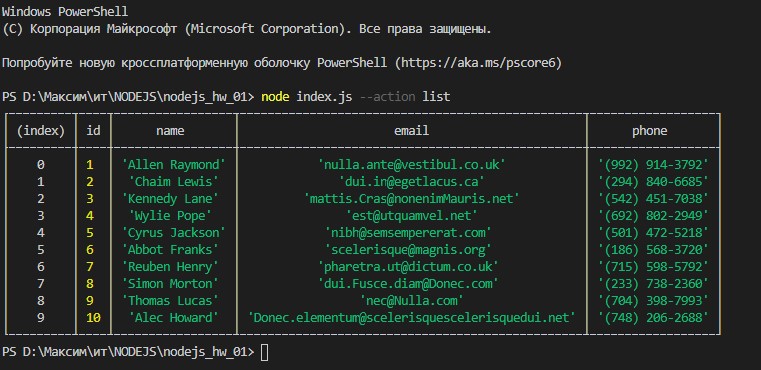 Windows PowerShell
(C) Корпорация Майкрософт (Microsoft Corporation). Все права защищены.
Попробуйте новую кроссплатформенную оболочку PowerShell (https://aka.ms/pscore6)
PS D:\Максим\ит\NODEJS\nodejs_hw_01> node index.js --action list
(index) id name email phone
0 1 'Allen Raymond' 'nulla.ante@vestibul.co.uk' '(992) 914-3792'
1 2 'Chaim Lewis' 'dui.in@egetlacus.ca' '(294) 840-6685'
2 3 'Kennedy Lane' 'mattis.Cras@nonenimMauris.net' '(542) 451-7038'
3 4 'Wylie Pope' 'est@utquamvel.net' '(692) 802-2949'
4 5 'Cyrus Jackson' 'nibh@semsempererat.com' '(501) 472-5218'
5 6 'Abbot Franks' 'scelerisque@magnis.org' '(186) 568-3720'
6 7 'Reuben Henry' 'pharetra.ut@dictum.co.uk' '(715) 598-5792'
7 8 'Simon Morton' 'dui.Fusce.diam@Donec.com' '(233) 738-2360'
8 9 'Thomas Lucas' 'nec@Nulla.com' '(704) 398-7993'
9 10 'Alec Howard' 'Donec.elementum@scelerisquescelerisquedui.net' '(748) 206-2688'
PS D:\Максим\ит\NODEJS\nodejs_hw_01>